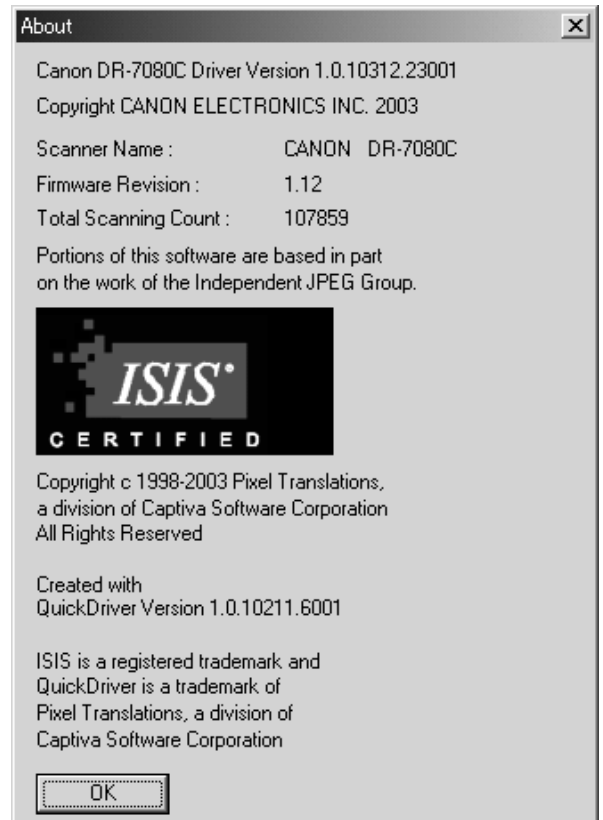 About
Canon DR-7080C Driver Version 1.0.10312.23001
Copyright CANON ELECTRONICS INC. 2003
Scanner Name : CANON DR-7080C
Firmware Revision : 1.12
Total Scanning Count : 107859
Portions of this software are based in part
on the work of the Independent JPEG Group.
ISIS®
CERTIFIED
Copyright c 1998-2003 Pixel Translations,
a division of Captiva Software Corporation
All Rights Reserved
Created with
QuickDriver Version 1.0.10211.6001
ISIS is a registered trademark and
QuickDriver is a trademark of
Pixel Translations, a division of
Captiva Software Corporation
OK